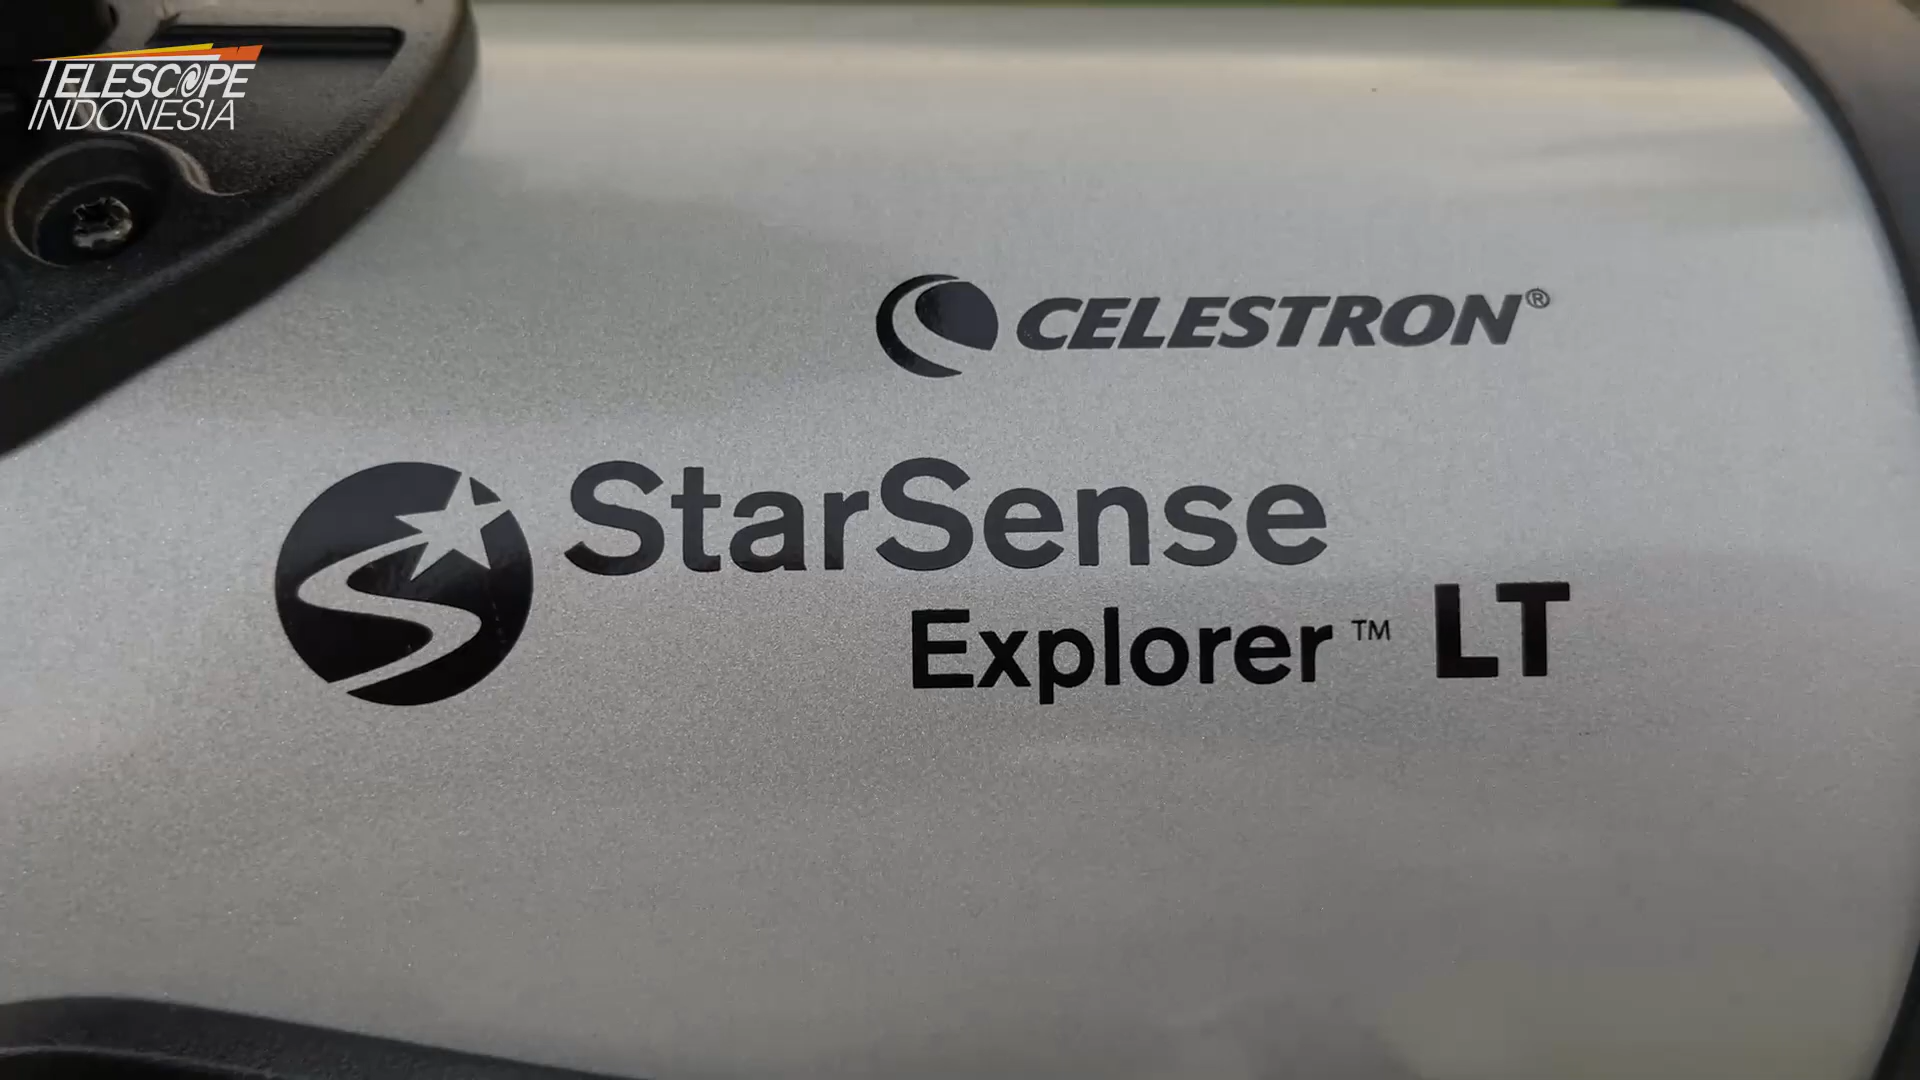 TELESCOPE
INDONESIA
CELESTRON®
StarSense
Explorer™ LT